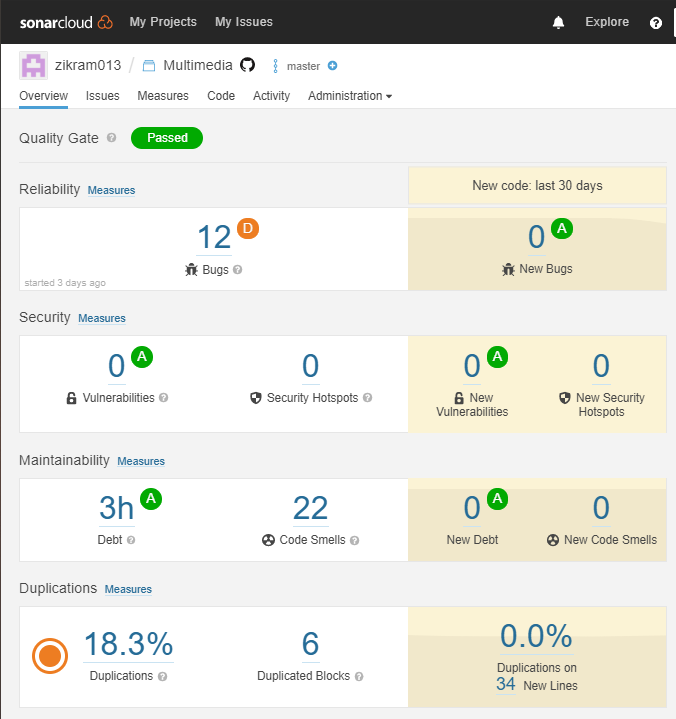 sonarcloud My Projects My Issues Explore
zikram013 / Multimedia master
Overview Issues Measures Code Activity Administration
Quality Gate Passed
Reliability Measures
New code: last 30 days
12 D
Bugs
started 3 days ago
0 A
New Bugs
Security Measures
0 A
Vulnerabilities
0
Security Hotspots
0 A
New
Vulnerabilities
0
New Security
Hotspots
Maintainability Measures
3h A
Debt
22
Code Smells
0 A
New Debt
0
New Code Smells
Duplications Measures
18.3%
Duplications
6
Duplicated Blocks
0.0%
Duplications on
34 New Lines